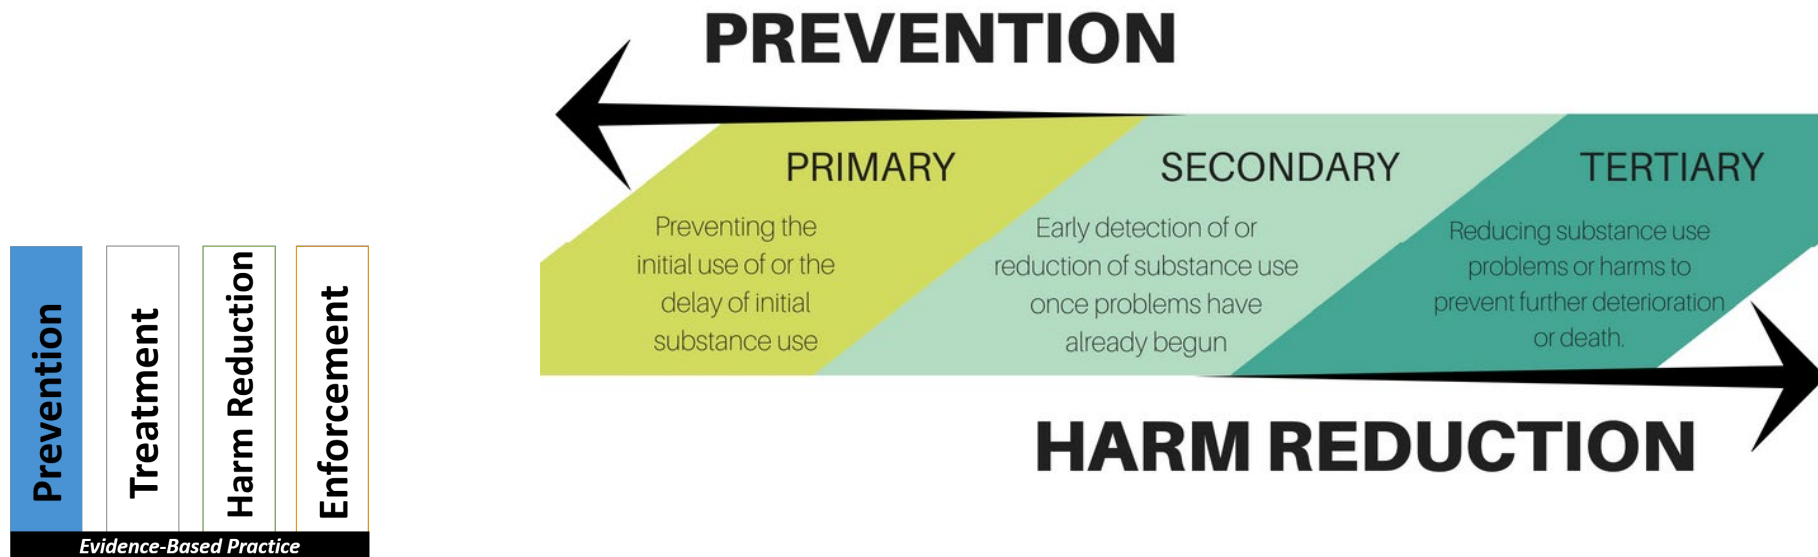 Prevention
Treatment
Harm Reduction
Enforcement
Evidence-Based Practice
PREVENTION
PRIMARY
Preventing the
initial use of or the
delay of initial
substance use
SECONDARY
Early detection of or
reduction of substance use
once problems have
already begun
TERTIARY
Reducing substance use
problems or harms to
prevent further deterioration
or death.
HARM REDUCTION